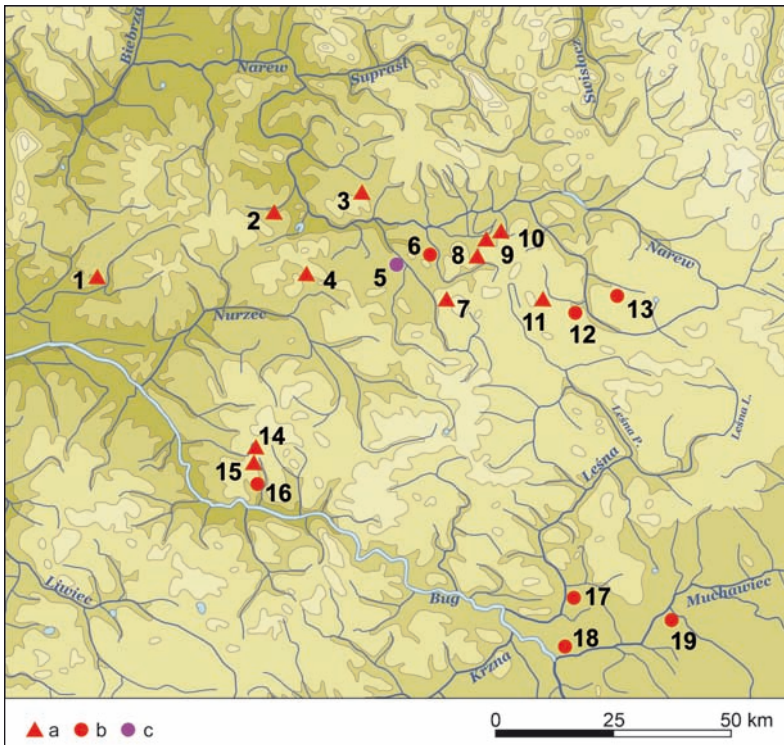 Biebrza
Narew
Supraśl
Świsłocz
3
2
10
6
8
9
Narew
1
4
5
7
11
12
13
Nurzec
14
15
16
Leśna P.
Leśna L.
Leśna
Liwiec
Bug
17
Muchawiec
Krzna
18
19
a b c
0 25 50 km